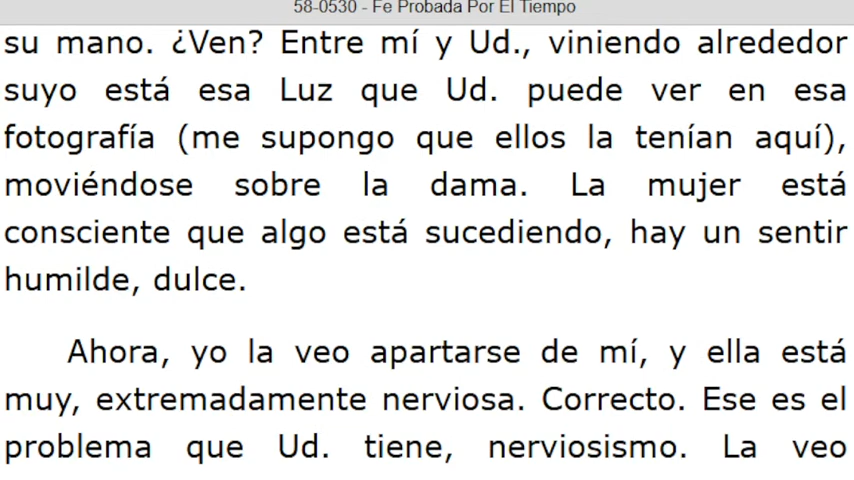 58-0530 - Fe Probada Por El Tiempo
su mano. ¿Ven? Entre mí y Ud., viniendo alrededor
suyo está esa Luz que Ud. puede ver en esa
fotografía (me supongo que ellos la tenían aquí),
moviéndose sobre la dama. La mujer está
consciente que algo está sucediendo, hay un sentir
humilde, dulce.
Ahora, yo la veo apartarse de mí, y ella está
muy, extremadamente nerviosa. Correcto. Ese es el
problema que Ud. tiene, nerviosismo. La veo